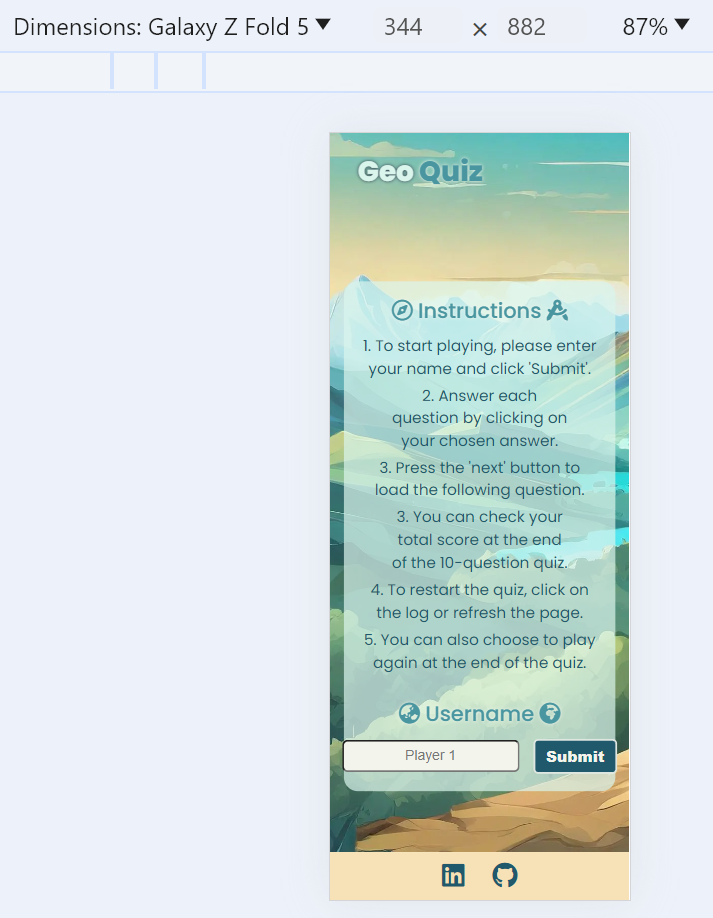 Dimensions: Galaxy Z Fold 5 344 × 882 87%
Geo Quiz
Instructions
1. To start playing, please enter
your name and click 'Submit'.
2. Answer each
question by clicking on
your chosen answer.
3. Press the 'next' button to
load the following question.
3. You can check your
total score at the end
of the 10-question quiz.
4. To restart the quiz, click on
the log or refresh the page.
5. You can also choose to play
again at the end of the quiz.
Username
Player 1 Submit
in